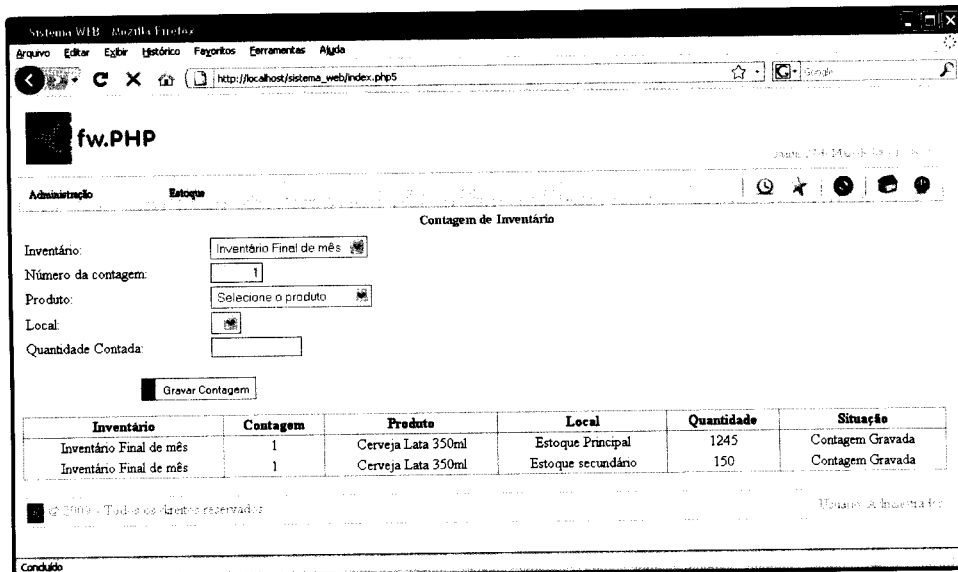 Sistema WEB - Mozilla Firefox
Arquivo Editar Exibir Histórico Favoritos Ferramentas Ajuda
http://localhost/sistema_web/index.php5
Google
fw.PHP
Administração Estoque
Contagem de Inventário
Inventário: Inventário Final de mês
Número da contagem: 1
Produto: Selecione o produto
Local:
Quantidade Contada:
Gravar Contagem
Inventário Contagem Produto Local Quantidade Situação
Inventário Final de mês 1 Cerveja Lata 350ml Estoque Principal 1245 Contagem Gravada
Inventário Final de mês 1 Cerveja Lata 350ml Estoque secundário 150 Contagem Gravada
- Todos os direitos reservados
Concluído